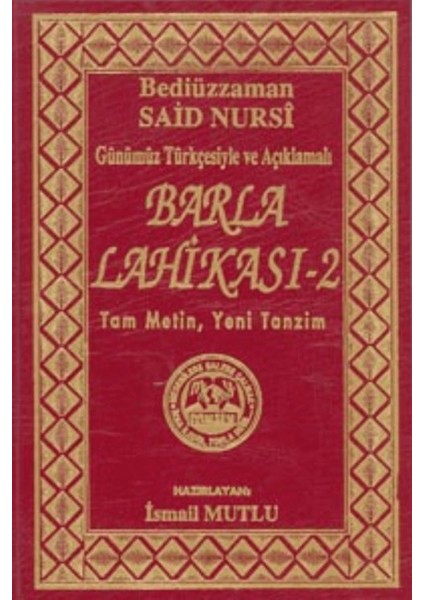 Bediüzzaman
SAİD NURSÎ
Günümüz Türkçesiyle ve Açıklamalı
BARLA
LAHİKASI-2
Tam Metin, Yeni Tanzim
HAZIRLAYAN:
İsmail MUTLU